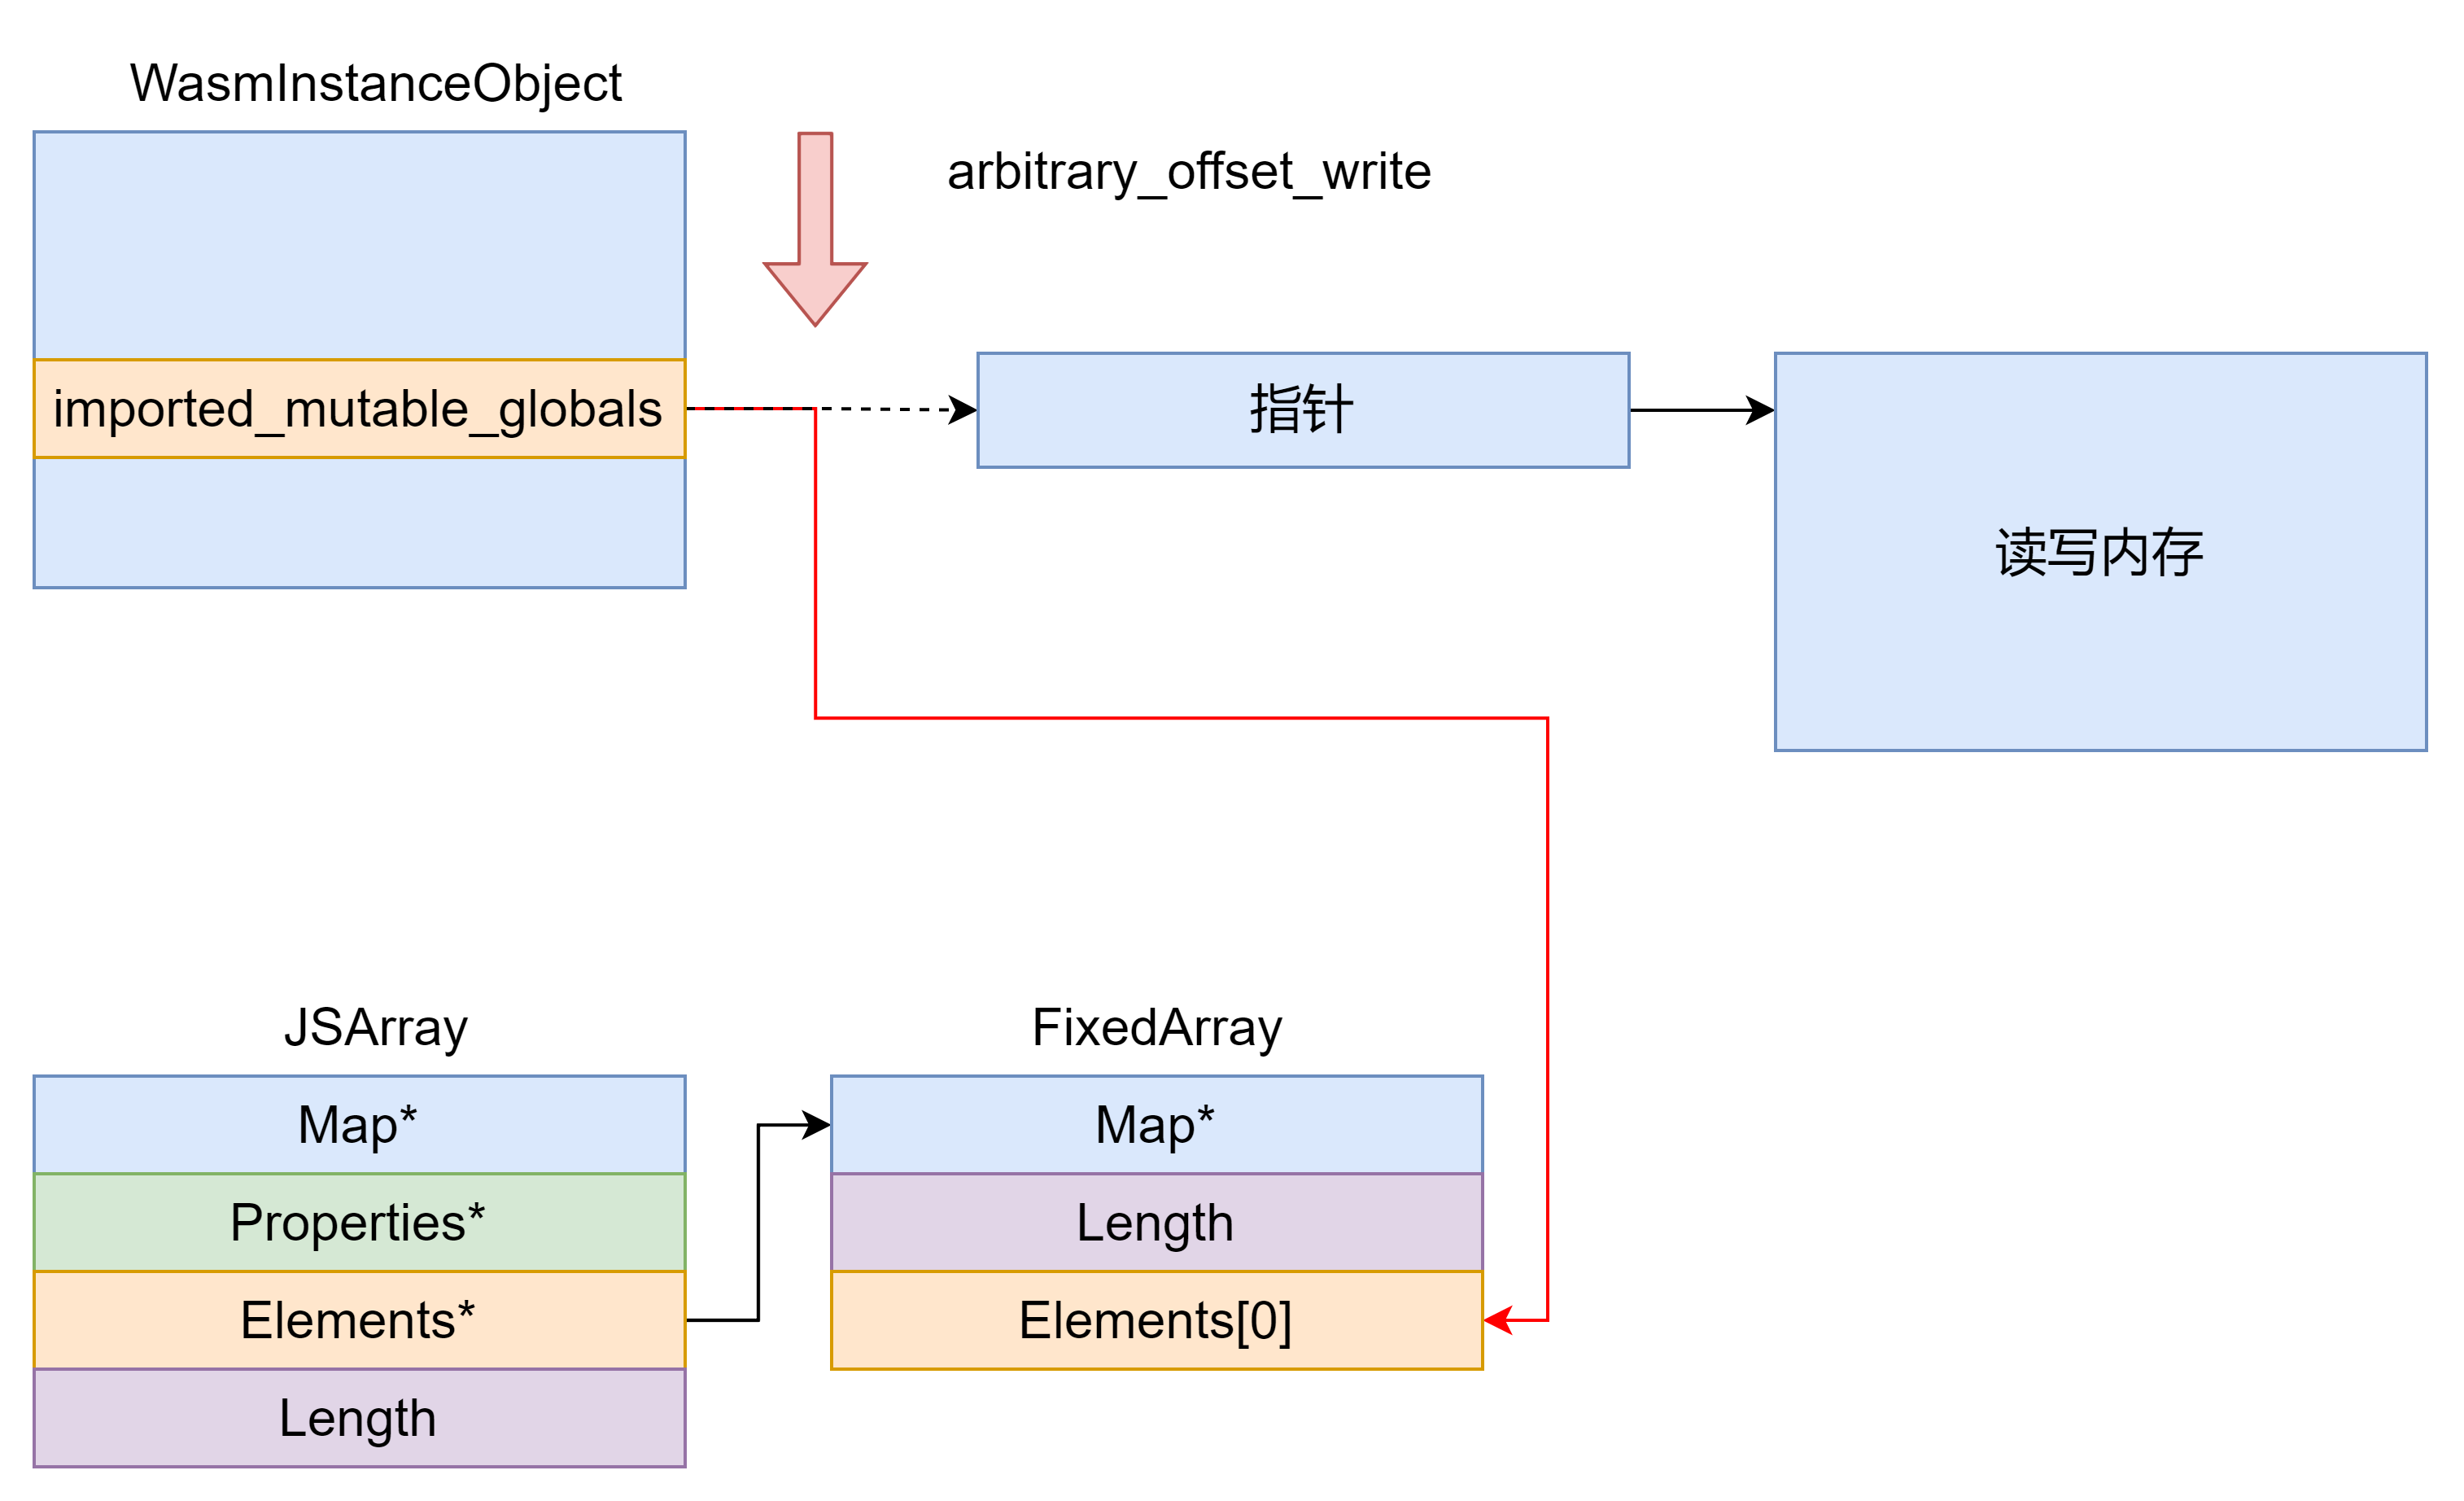 WasmInstanceObject
arbitrary_offset_write
imported_mutable_globals
指针
读写内存
JSArray
FixedArray
Map*
Map*
Properties*
Length
Elements*
Elements[0]
Length